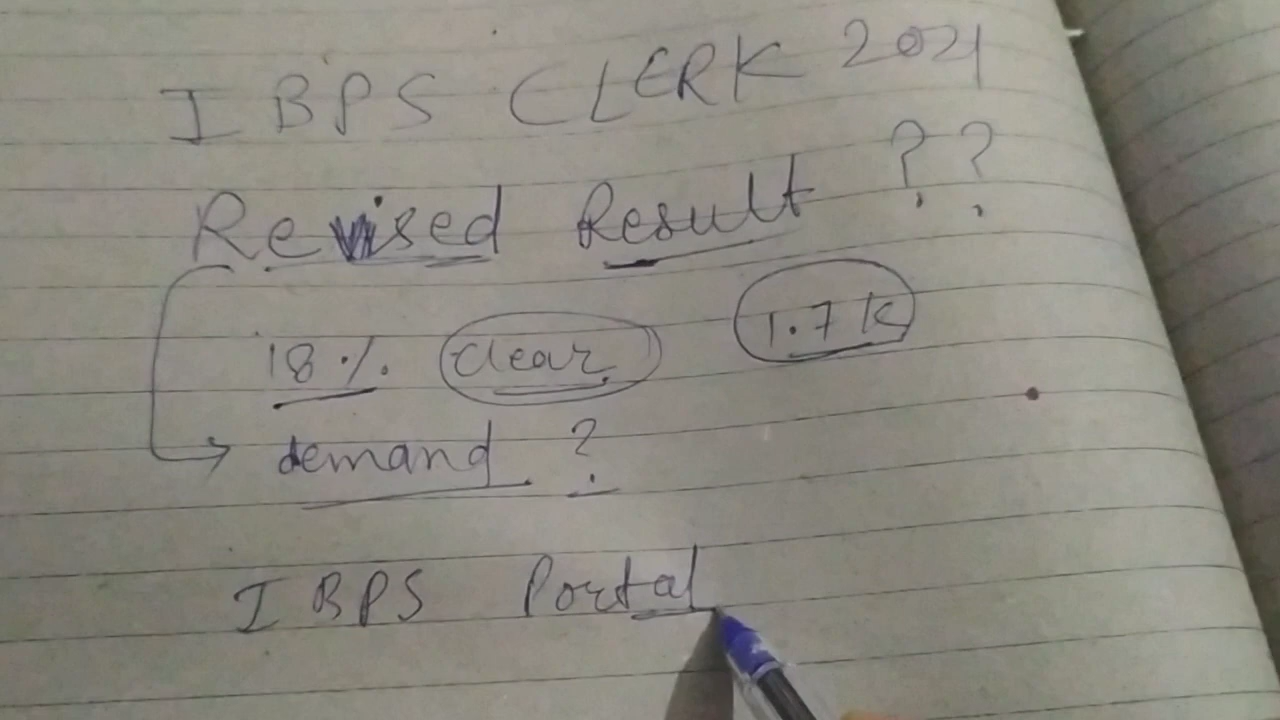 IBPS CLERK 2021
Revised Result ??
18% clear 1.7k
demand ?
IBPS Portal